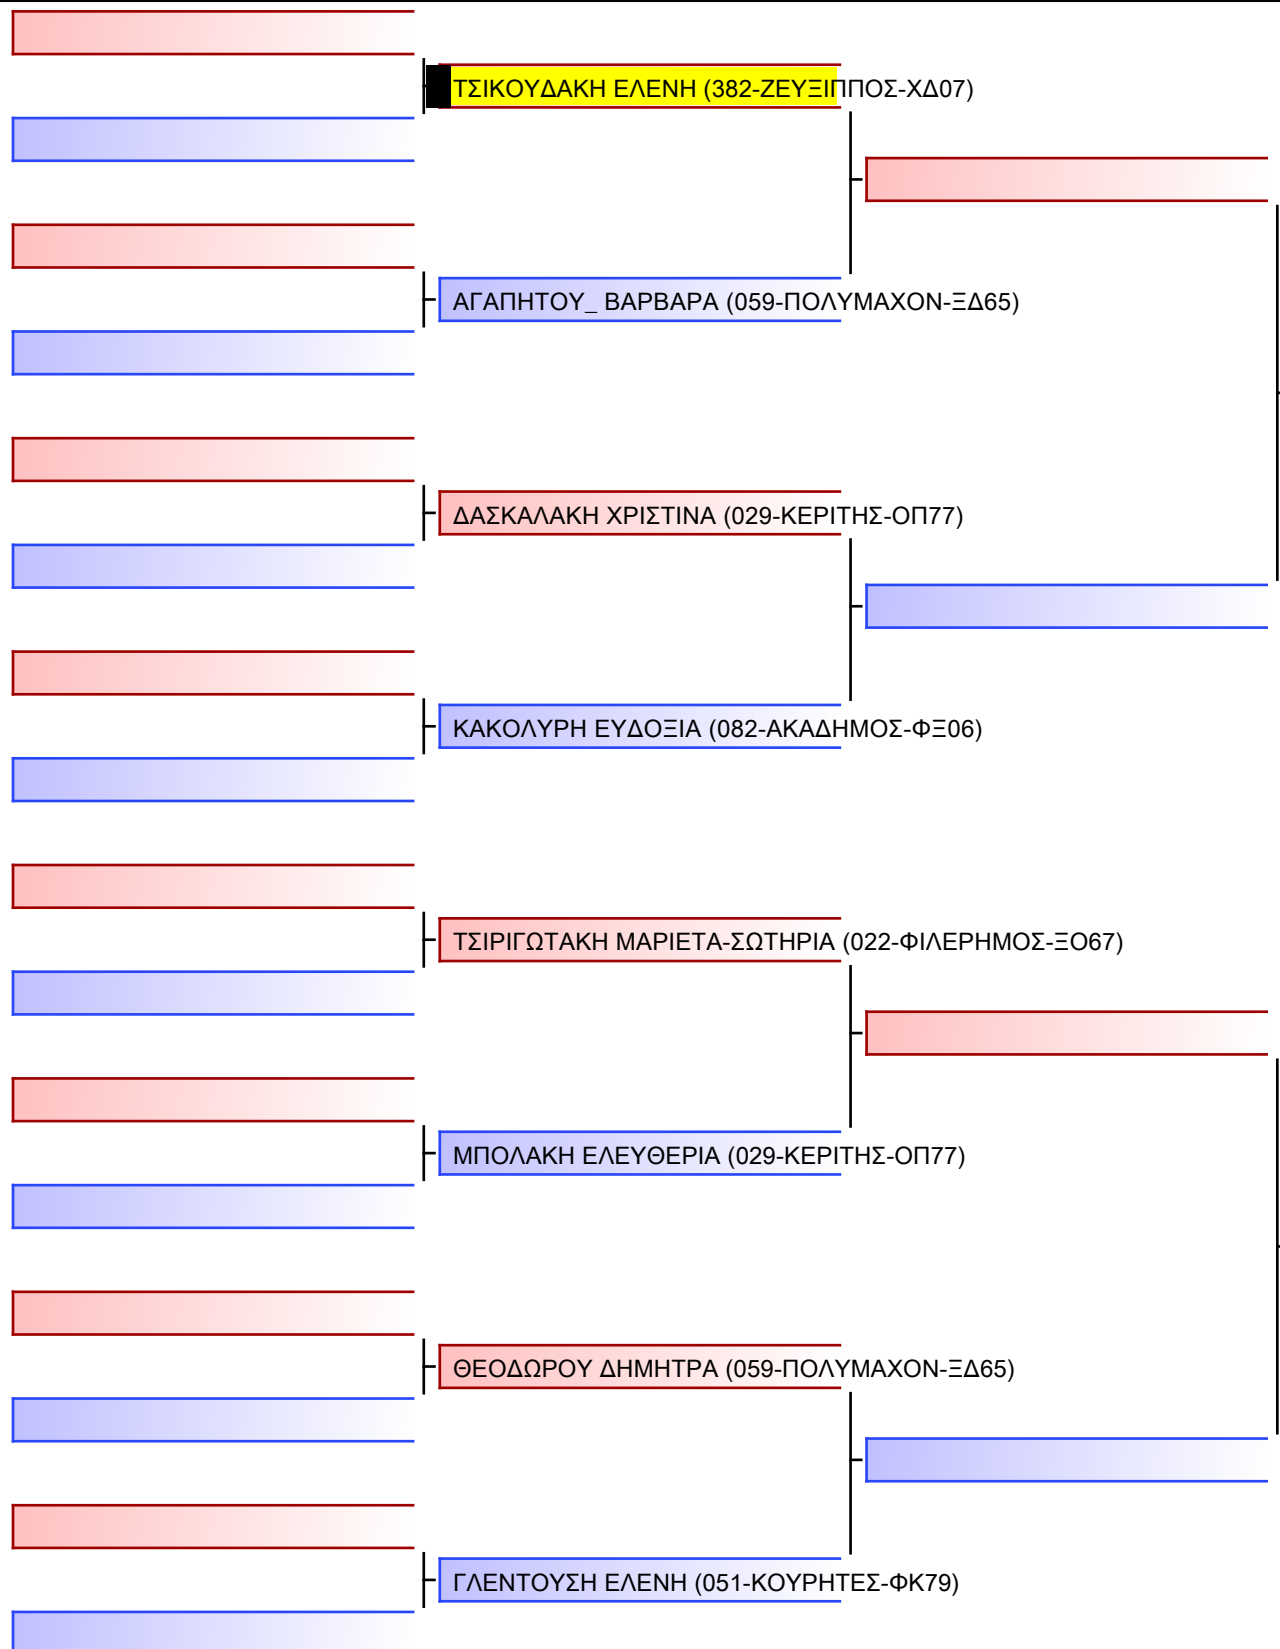 ΤΣΙΚΟΥΔΑΚΗ ΕΛΕΝΗ (382-ΖΕΥΞΙΠΠΟΣ-ΧΔ07)
ΑΓΑΠΗΤΟΥ_ ΒΑΡΒΑΡΑ (059-ΠΟΛΥΜΑΧΟΝ-ΞΔ65)
ΔΑΣΚΑΛΑΚΗ ΧΡΙΣΤΙΝΑ (029-ΚΕΡΙΤΗΣ-ΟΠ77)
ΚΑΚΟΛΥΡΗ ΕΥΔΟΞΙΑ (082-ΑΚΑΔΗΜΟΣ-ΦΞ06)
ΤΣΙΡΙΓΩΤΑΚΗ ΜΑΡΙΕΤΑ-ΣΩΤΗΡΙΑ (022-ΦΙΛΕΡΗΜΟΣ-ΞΟ67)
ΜΠΟΛΑΚΗ ΕΛΕΥΘΕΡΙΑ (029-ΚΕΡΙΤΗΣ-ΟΠ77)
ΘΕΟΔΩΡΟΥ ΔΗΜΗΤΡΑ (059-ΠΟΛΥΜΑΧΟΝ-ΞΔ65)
ΓΛΕΝΤΟΥΣΗ ΕΛΕΝΗ (051-ΚΟΥΡΗΤΕΣ-ΦΚ79)